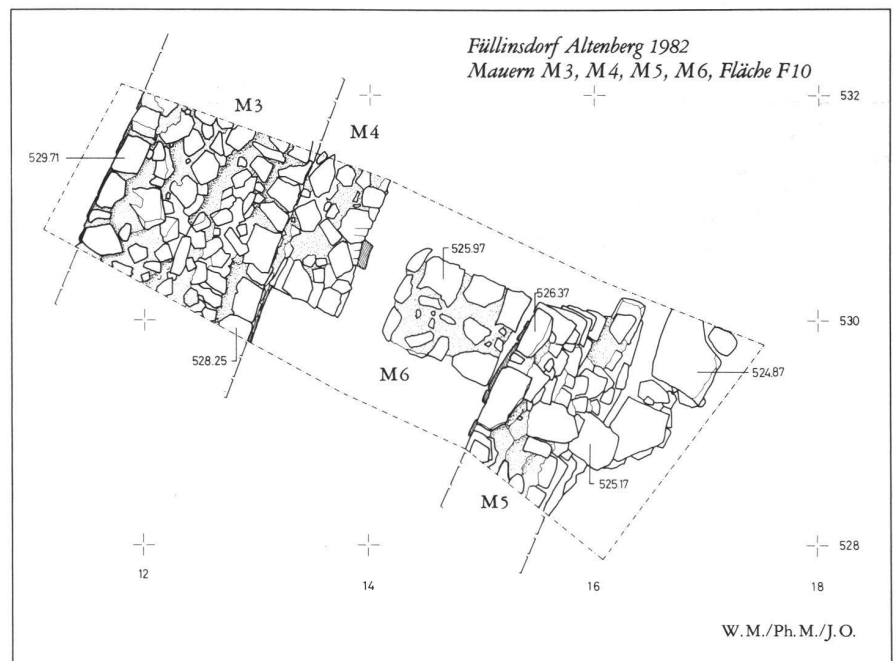 Füllinsdorf Altenberg 1982
Mauern M3, M4, M5, M6, Fläche F10
532
M3
M4
529.71
525.97
526.37
530
528.25
M6
524.87
525.17
M5
528
12
14
16
18
W.M./Ph.M./J.O.